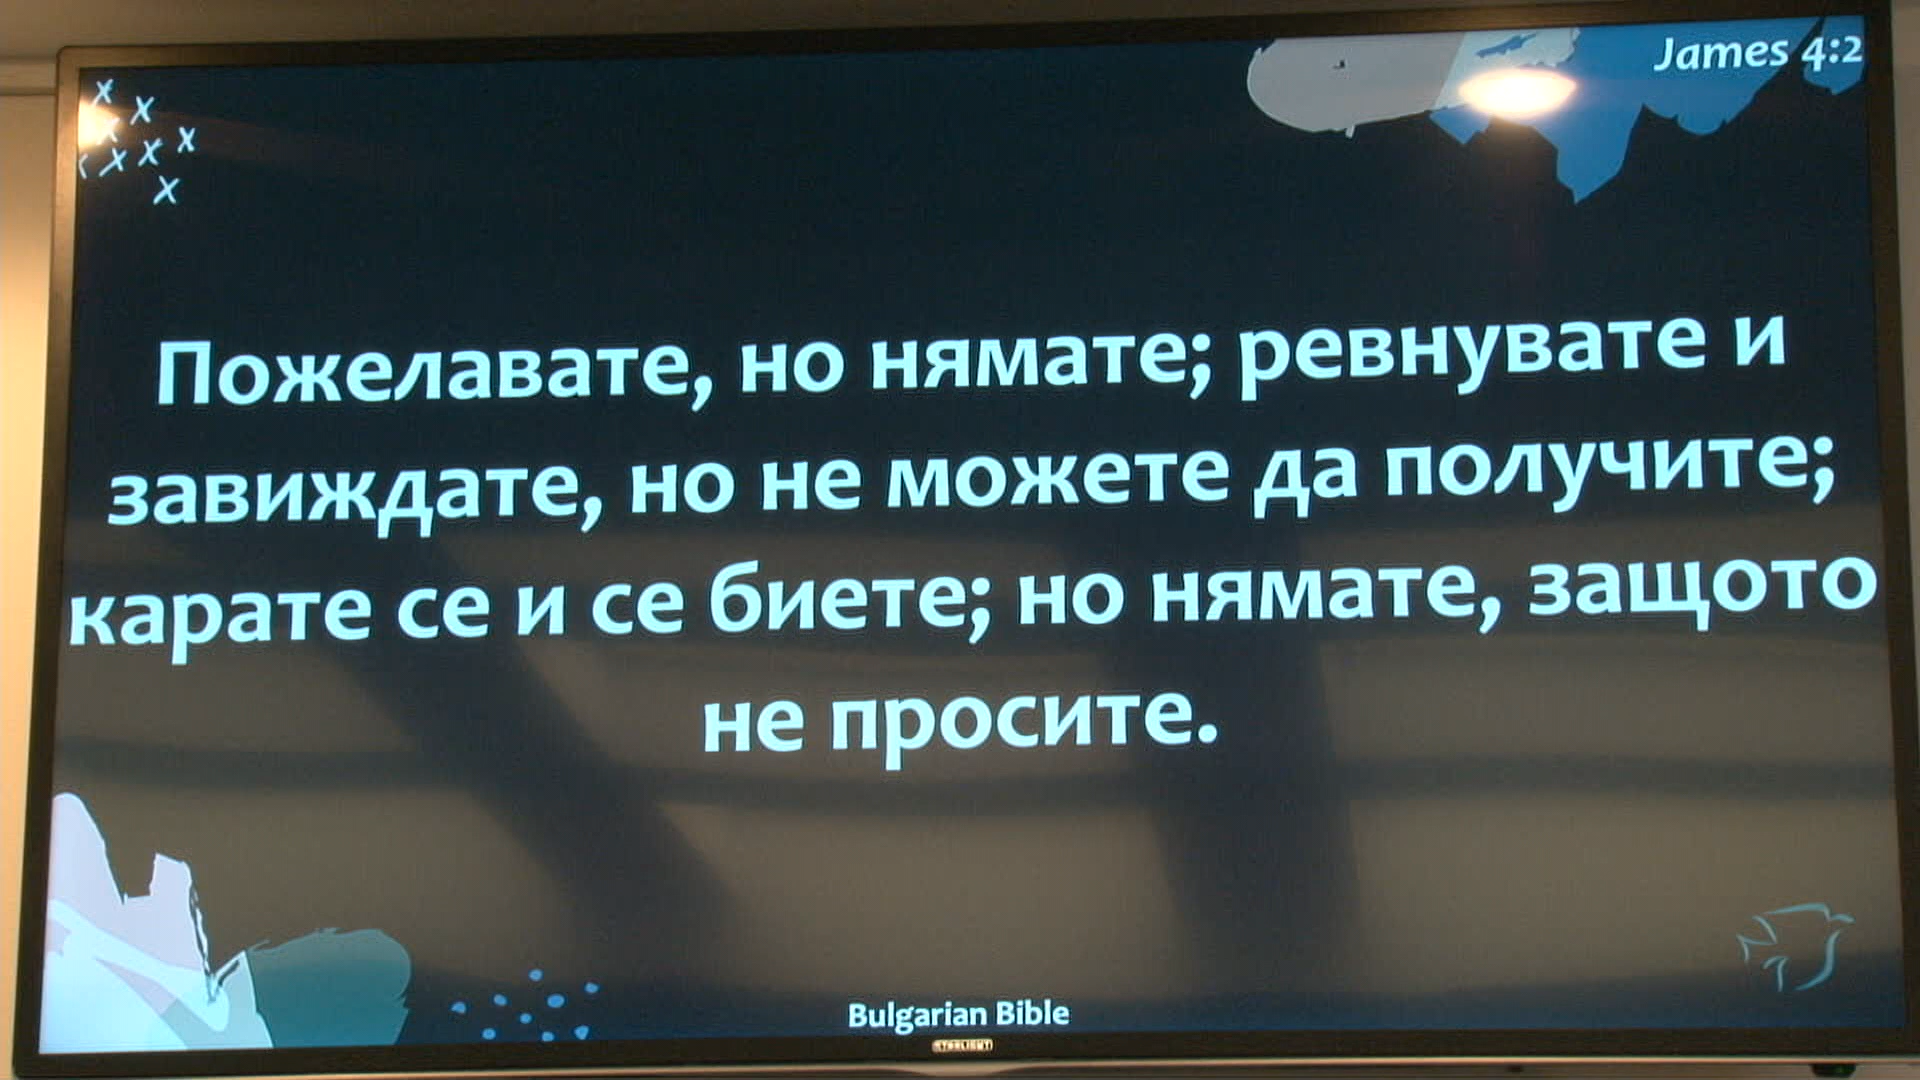 James 4:2
Пожелавате, но нямате; ревнувате и
завиждате, но не можете да получите;
карате се и се биете; но нямате, защото
не просите.
Bulgarian Bible
STARLIGHT